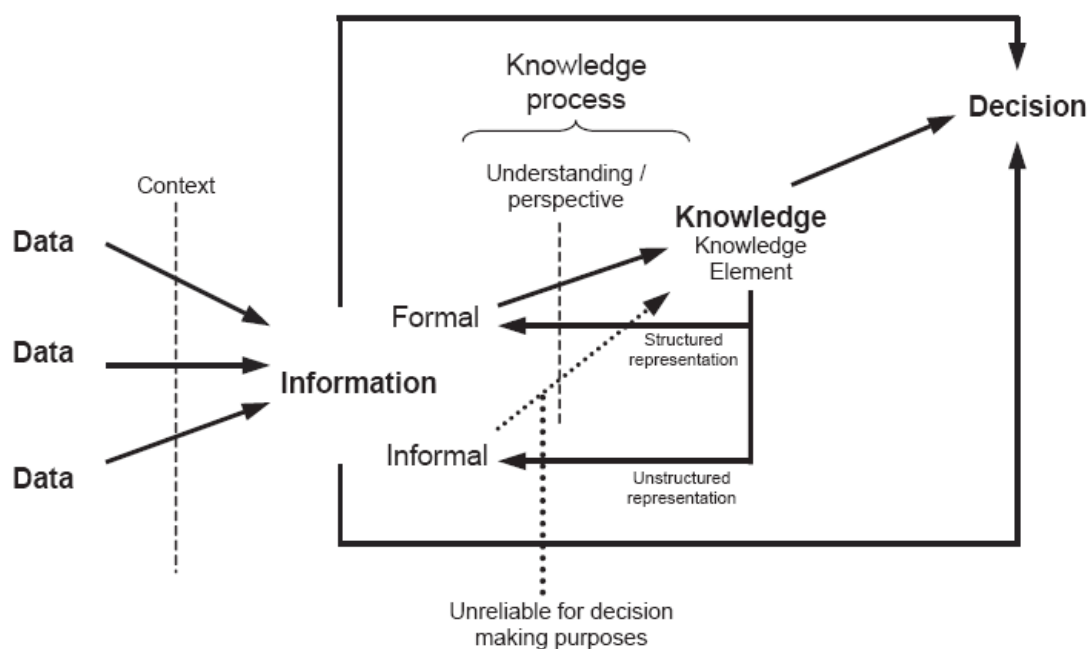 Knowledge
process
Decision
Understanding /
perspective
Context
Data
Knowledge
Knowledge
Element
Formal
Structured
representation
Data
Information
Informal
Data
Unstructured
representation
Unreliable for decision
making purposes